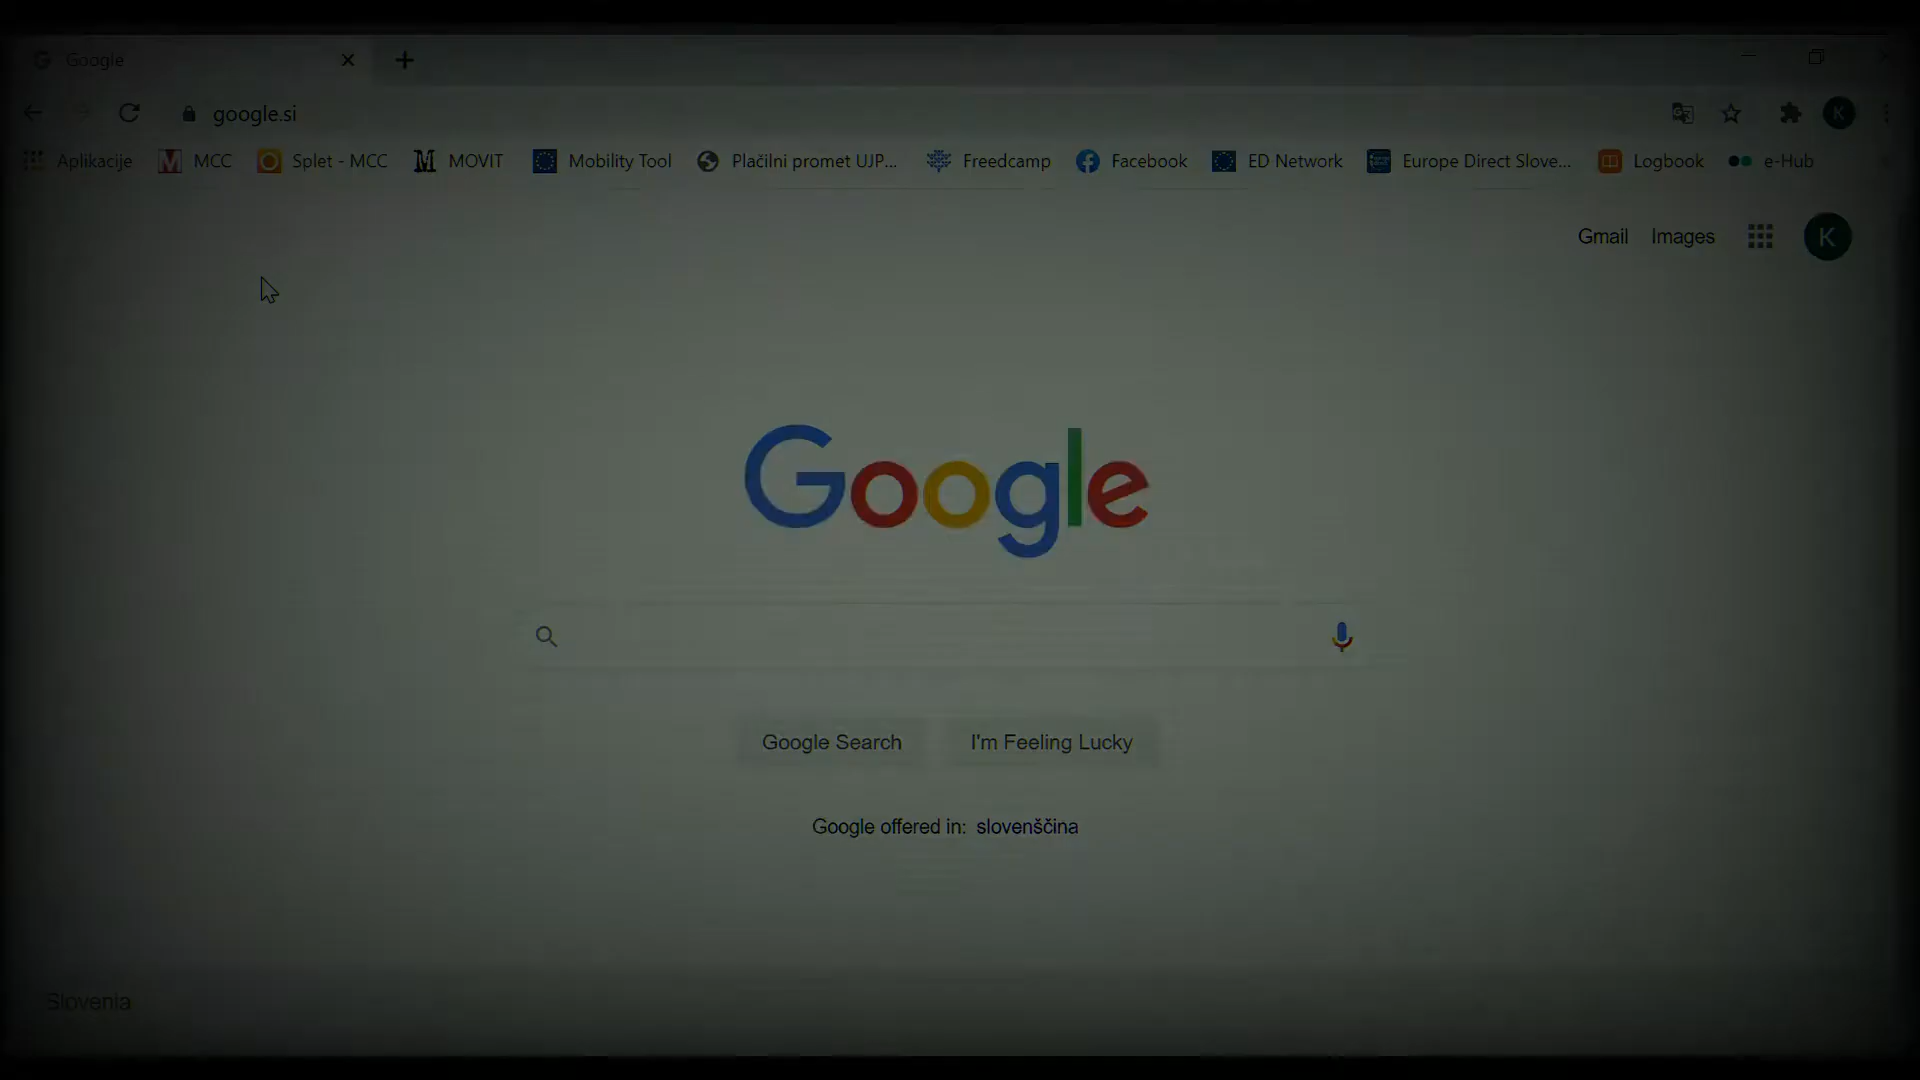 Google
google.si
Aplikacije MCC Splet - MCC MOVIT Mobility Tool Plačilni promet UJP... Freedcamp Facebook ED Network Europe Direct Slove... Logbook e-Hub
Gmail Images K
Google
Google Search I'm Feeling Lucky
Google offered in: slovenščina
Slovenia